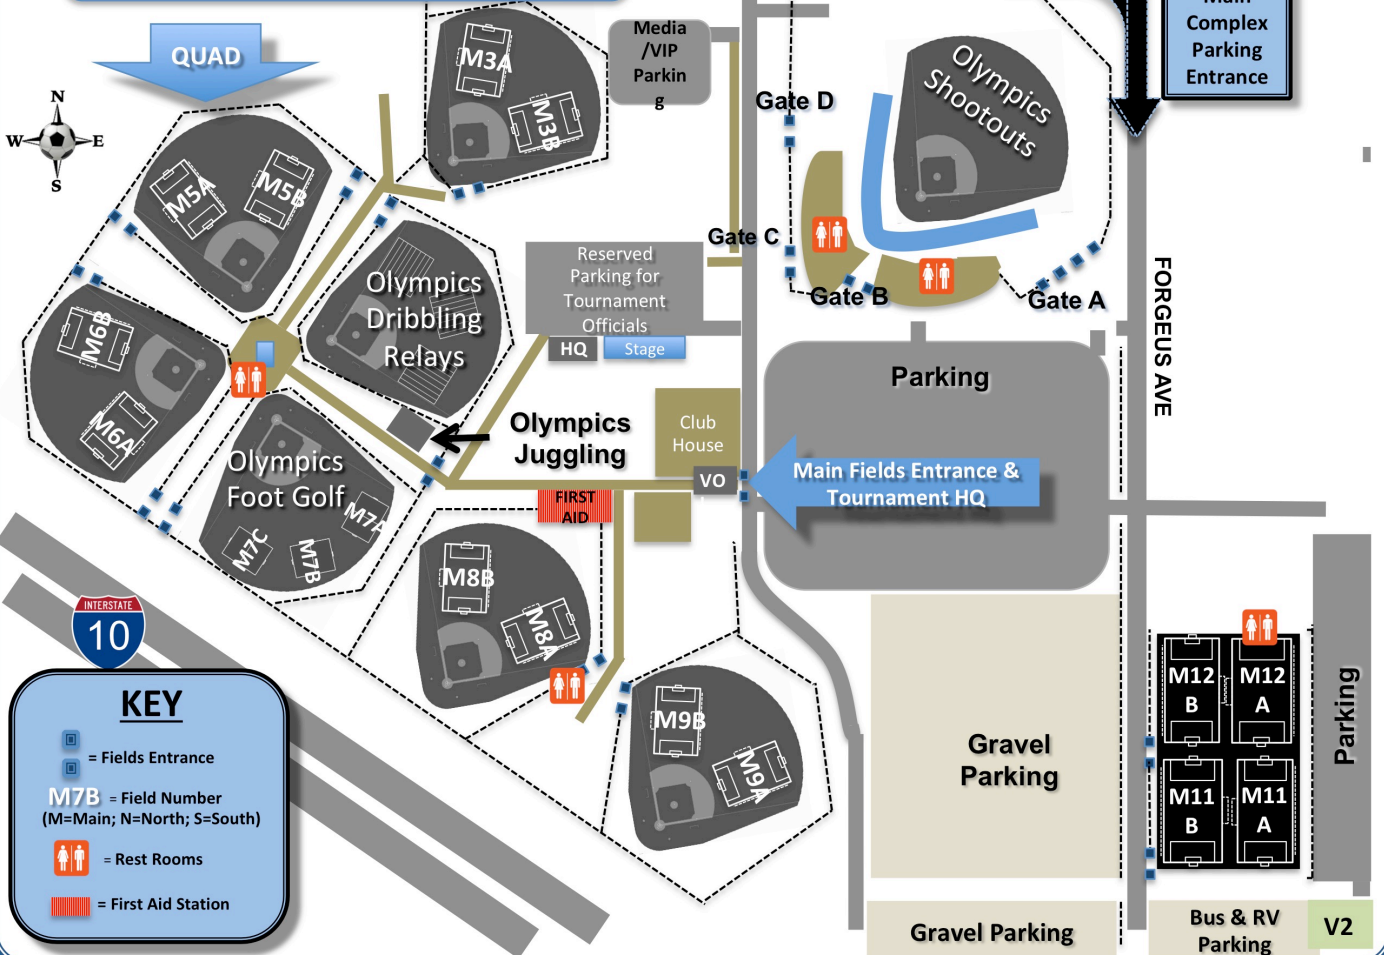 Main
Complex
Parking
Entrance
Media
/VIP
Parkin
g
QUAD
N
W
E
S
M3A
M3B
Gate D
Olympics
Shootouts
M5A
M5B
Gate C
Gate B
Gate A
FORGEUS AVE
Reserved
Parking for
Tournament
Officials
HQ
Stage
Olympics
Dribbling
Relays
M6B
M6A
Parking
Olympics
Juggling
Club
House
VO
Main Fields Entrance &
Tournament HQ
Olympics
Foot Golf
M7A
M7B
M7C
FIRST
AID
M8B
M8A
M9B
M9A
INTERSTATE
10
M12
B
M12
A
M11
B
M11
A
Parking
Gravel
Parking
Gravel Parking
Bus & RV
Parking
V2
KEY
= Fields Entrance
M7B = Field Number
(M=Main; N=North; S=South)
= Rest Rooms
= First Aid Station